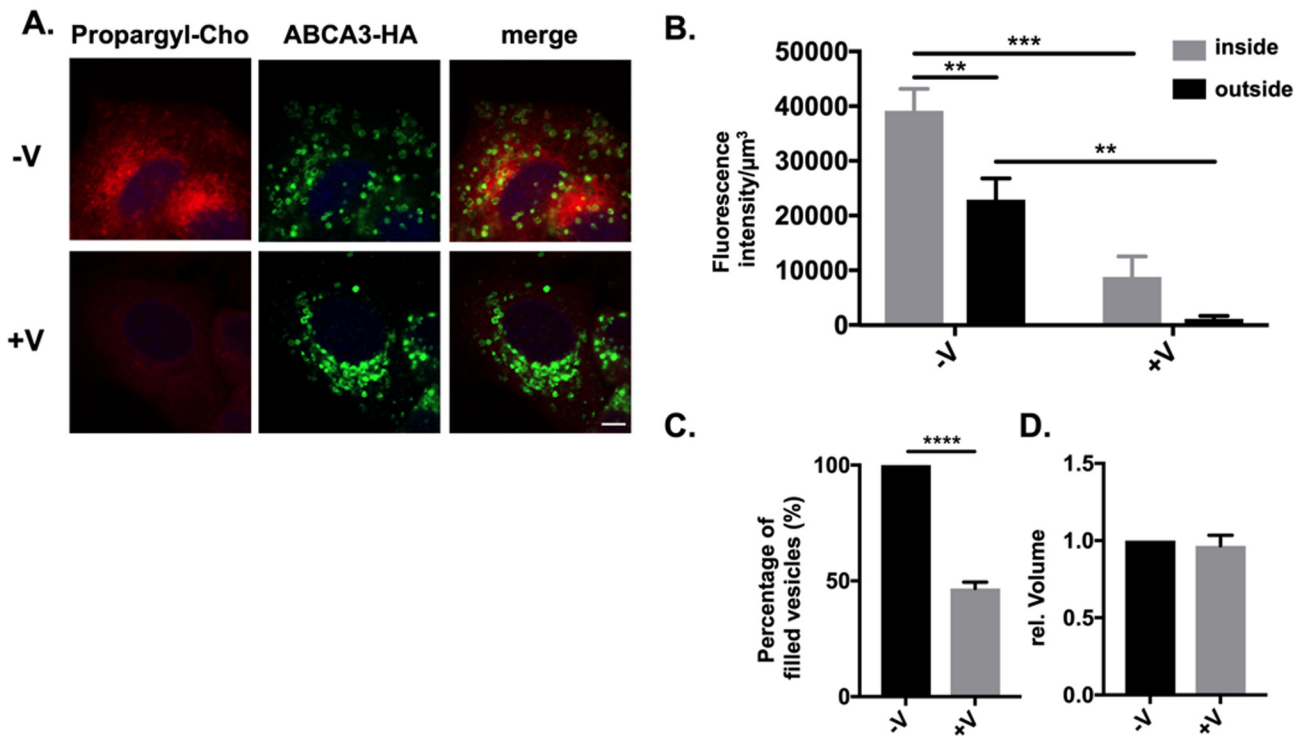 A.
Propargyl-Cho ABCA3-HA merge
-V
+V
B.
Fluorescence
intensity/µm³
50000
40000
30000
20000
10000
0
***
**
**
inside
outside
-V +V
C.
Percentage of
filled vesicles (%)
100
50
0
****
-V +V
D.
rel. Volume
1.5
1.0
0.5
0.0
-V +V